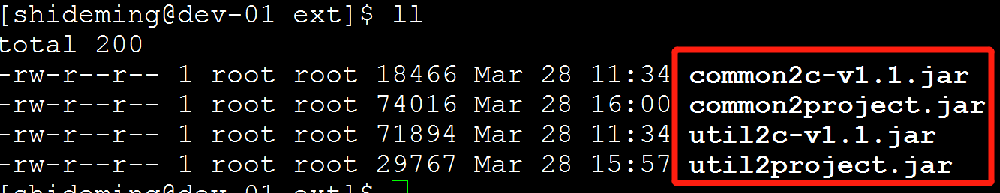 [shideming@dev-01 ext]$ ll
total 200
-rw-r--r-- 1 root root 18466 Mar 28 11:34 common2c-v1.1.jar
-rw-r--r-- 1 root root 74016 Mar 28 16:00 common2project.jar
-rw-r--r-- 1 root root 71894 Mar 28 11:34 util2c-v1.1.jar
-rw-r--r-- 1 root root 29767 Mar 28 15:57 util2project.jar
[shideming@dev-01 ext]$